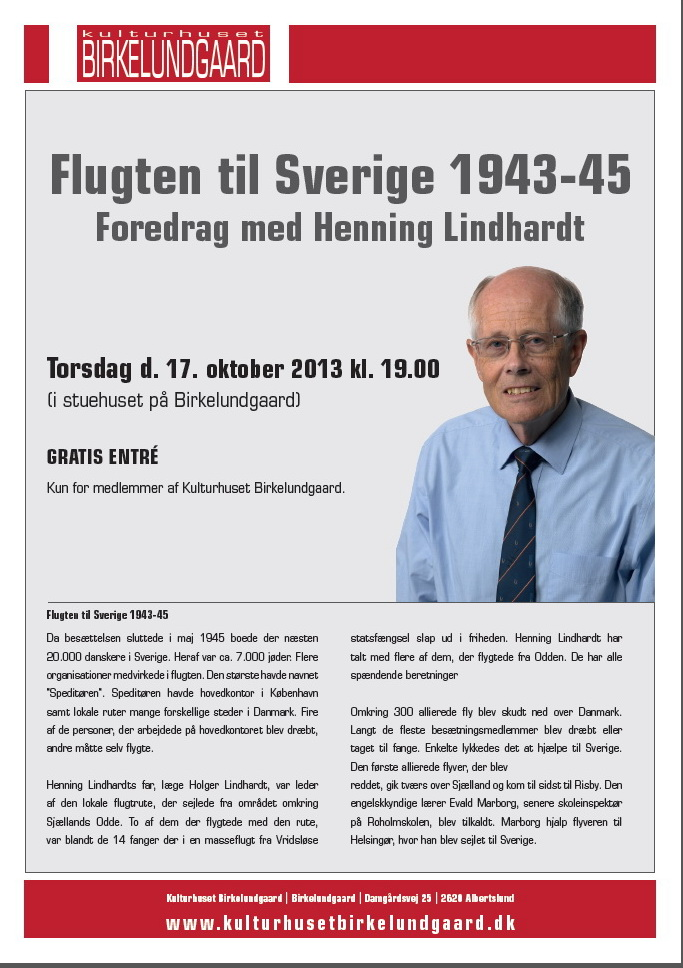 kulturhuset
BIRKELUNDGAARD
Flugten til Sverige 1943-45
Foredrag med Henning Lindhardt
Torsdag d. 17. oktober 2013 kl. 19.00
(i stuehuset på Birkelundgaard)
GRATIS ENTRÉ
Kun for medlemmer af Kulturhuset Birkelundgaard.
Flugten til Sverige 1943-45
Da besættelsen sluttede i maj 1945 boede der næsten
20.000 danskere i Sverige. Heraf var ca. 7.000 jøder. Flere
organisationer medvirkede i flugten. Den største havde navnet
"Speditøren". Speditøren havde hovedkontor i København
samt lokale ruter mange forskellige steder i Danmark. Fire
af de personer, der arbejdede på hovedkontoret blev dræbt,
andre måtte selv flygte.
Henning Lindhardts far, læge Holger Lindhardt, var leder
af den lokale flugtrute, der sejlede fra området omkring
Sjællands Odde. To af dem der flygtede med den rute,
var blandt de 14 fanger der i en masseflugt fra Vridsløse
statsfængsel slap ud i friheden. Henning Lindhardt har
talt med flere af dem, der flygtede fra Odden. De har alle
spændende beretninger
Omkring 300 allierede fly blev skudt ned over Danmark.
Langt de fleste besætningsmedlemmer blev dræbt eller
taget til fange. Enkelte lykkedes det at hjælpe til Sverige.
Den første allierede flyver, der blev
reddet, gik tværs over Sjælland og kom til sidst til Risby. Den
engelskkyndige lærer Evald Marborg, senere skoleinspektør
på Roholmskolen, blev tilkaldt. Marborg hjalp flyveren til
Helsingør, hvor han blev sejlet til Sverige.
Kulturhuset Birkelundgaard | Birkelundgaard | Damgårdsvej 25 | 2620 Albertslund
www.kulturhusetbirkelundgaard.dk